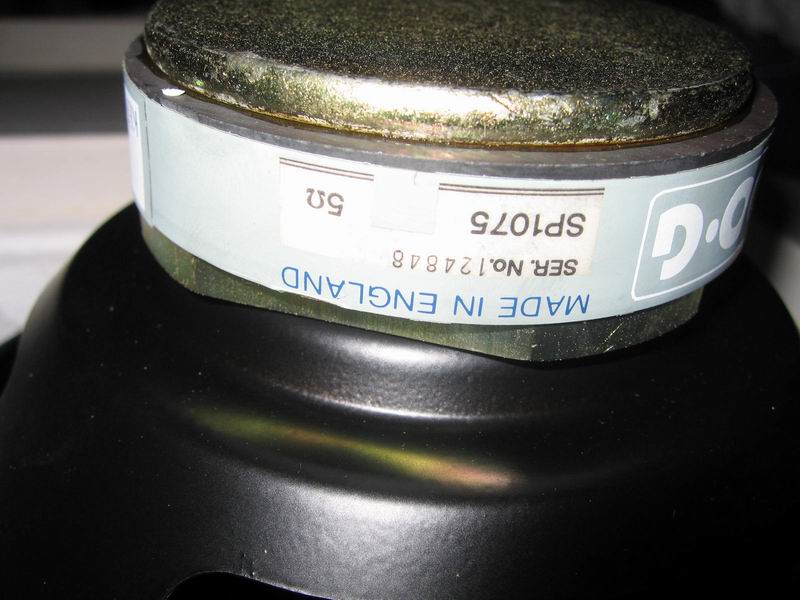 MADE IN ENGLAND
SER. No.124848
SP1075 5Ω